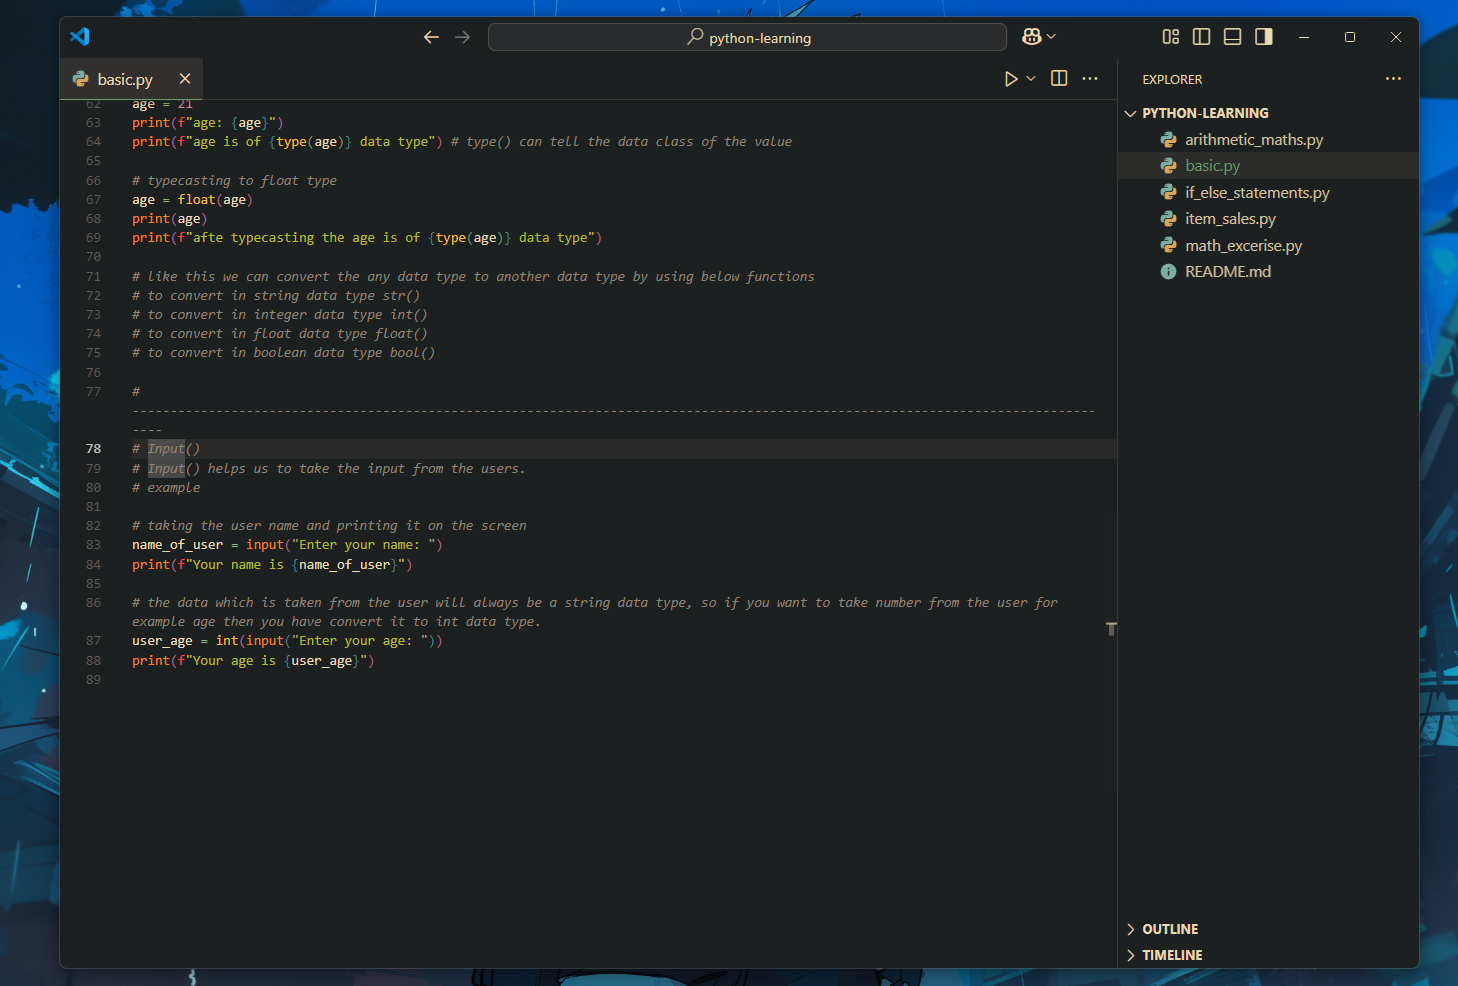 python-learning
basic.py
62 age = 21
63 print(f"age: {age}")
64 print(f"age is of {type(age)} data type") # type() can tell the data class of the value
65
66 # typecasting to float type
67 age = float(age)
68 print(age)
69 print(f"afte typecasting the age is of {type(age)} data type")
70
71 # like this we can convert the any data type to another data type by using below functions
72 # to convert in string data type str()
73 # to convert in integer data type int()
74 # to convert in float data type float()
75 # to convert in boolean data type bool()
76
77 #
-------------------------------------------------------------------------------------------------------------------------------
----
78 # Input()
79 # Input() helps us to take the input from the users.
80 # example
81
82 # taking the user name and printing it on the screen
83 name_of_user = input("Enter your name: ")
84 print(f"Your name is {name_of_user}")
85
86 # the data which is taken from the user will always be a string data type, so if you want to take number from the user for
example age then you have convert it to int data type.
87 user_age = int(input("Enter your age: "))
88 print(f"Your age is {user_age}")
89
EXPLORER
PYTHON-LEARNING
arithmetic_maths.py
basic.py
if_else_statements.py
item_sales.py
math_excerise.py
README.md
OUTLINE
TIMELINE